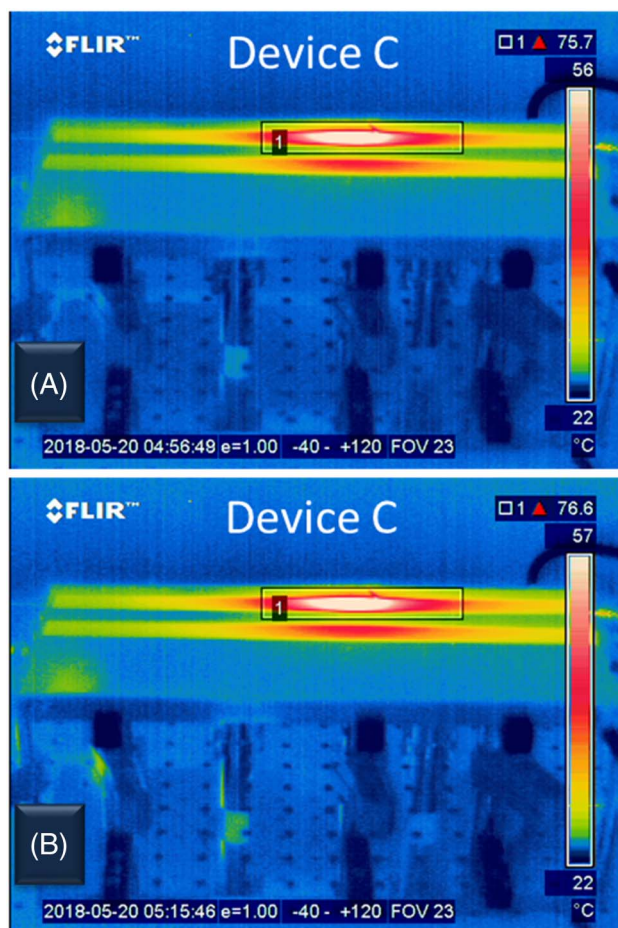 FLIR™ Device C □1 ▲ 75.7
56
1
(A)
22
2018-05-20 04:56:49 e=1.00 -40 - +120 FOV 23 °C
FLIR™ Device C □1 ▲ 76.6
57
1
(B)
22
2018-05-20 05:15:46 e=1.00 -40 - +120 FOV 23 °C